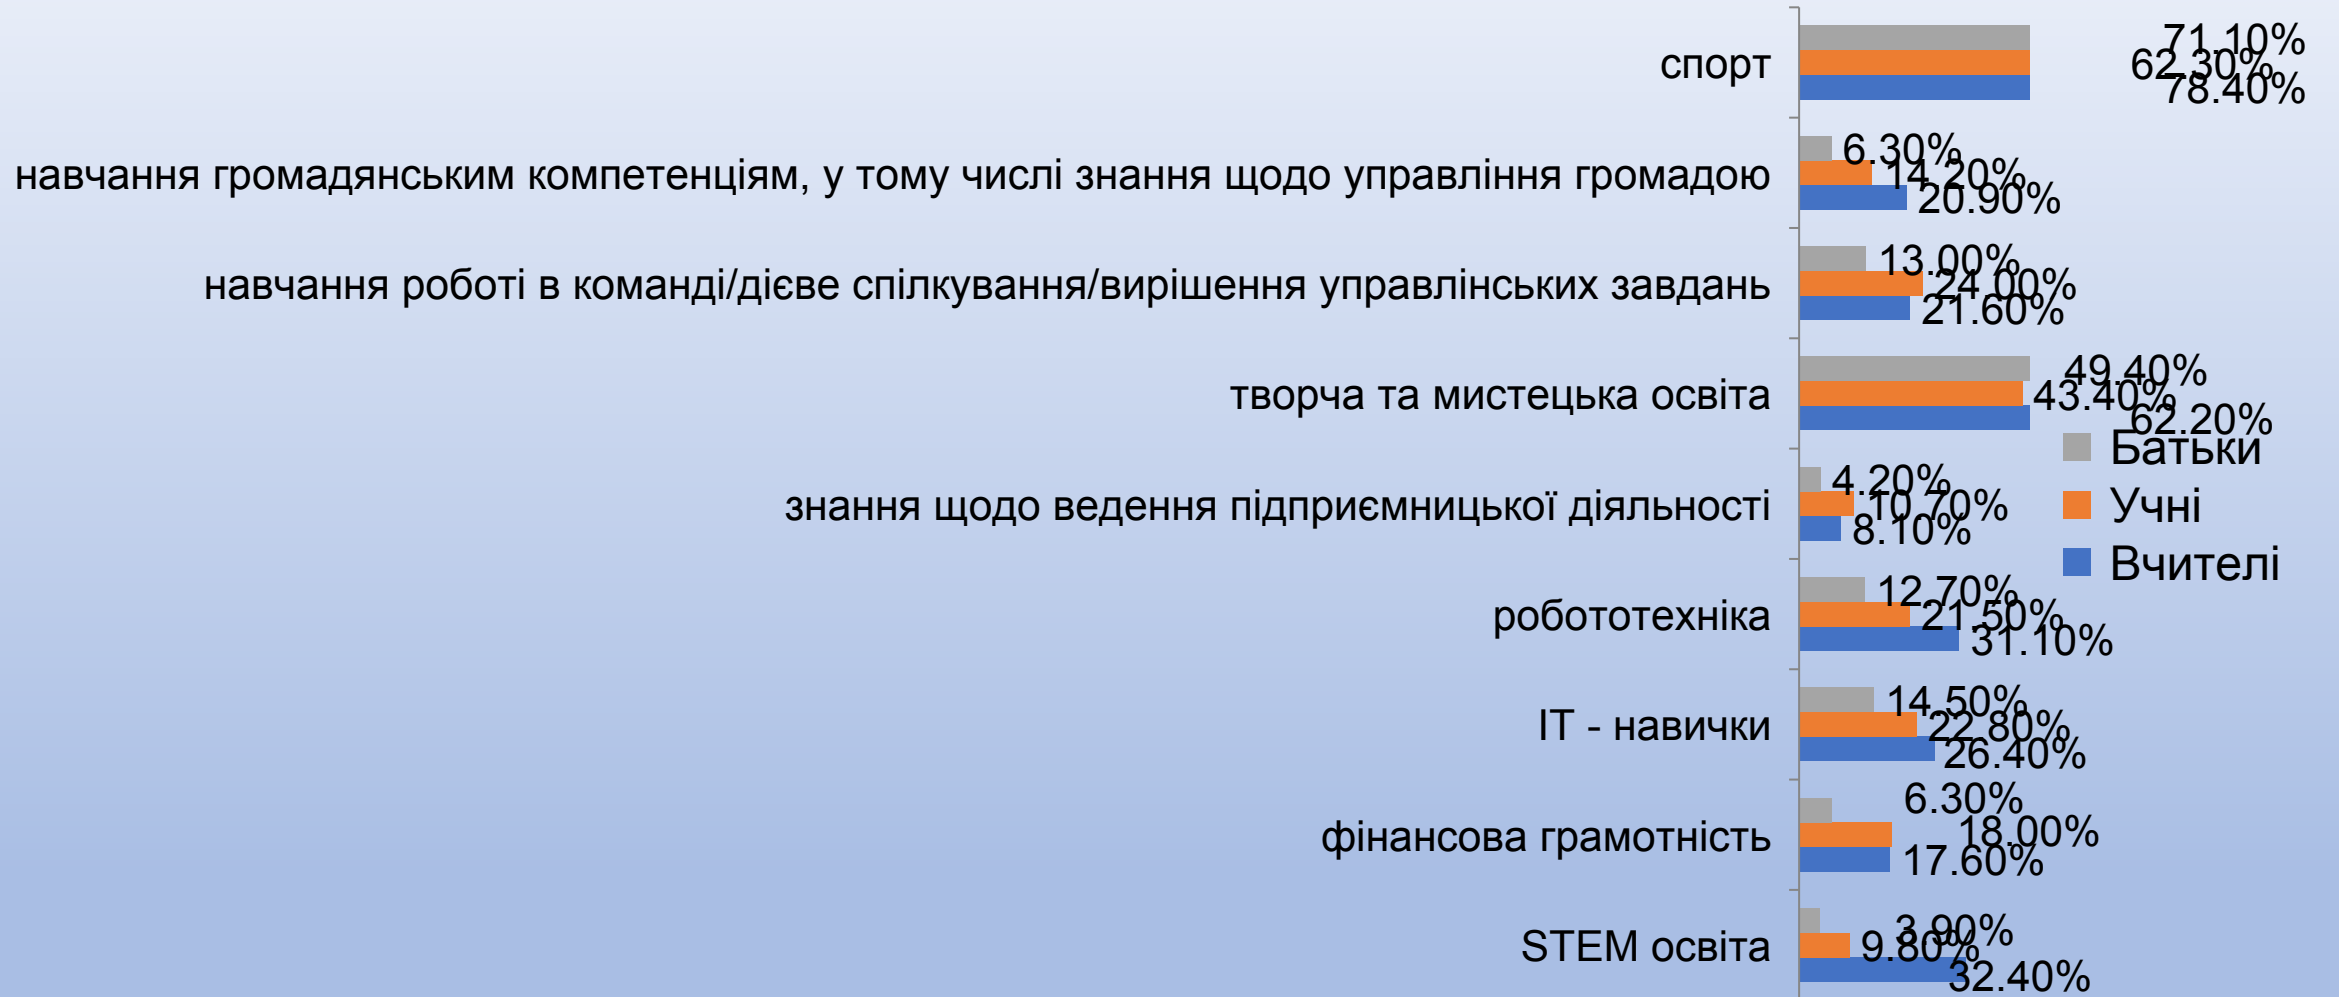 спорт
71.10%
62.30%
78.40%
навчання громадянським компетенціям, у тому числі знання щодо управління громадою
6.30%
14.20%
20.90%
навчання роботі в команді/дієве спілкування/вирішення управлінських завдань
13.00%
24.00%
21.60%
творча та мистецька освіта
49.40%
43.40%
62.20%
знання щодо ведення підприємницької діяльності
4.20%
10.70%
8.10%
робототехніка
12.70%
21.50%
31.10%
ІТ - навички
14.50%
22.80%
26.40%
фінансова грамотність
6.30%
18.00%
17.60%
STEM освіта
3.90%
9.80%
32.40%
Батьки
Учні
Вчителі